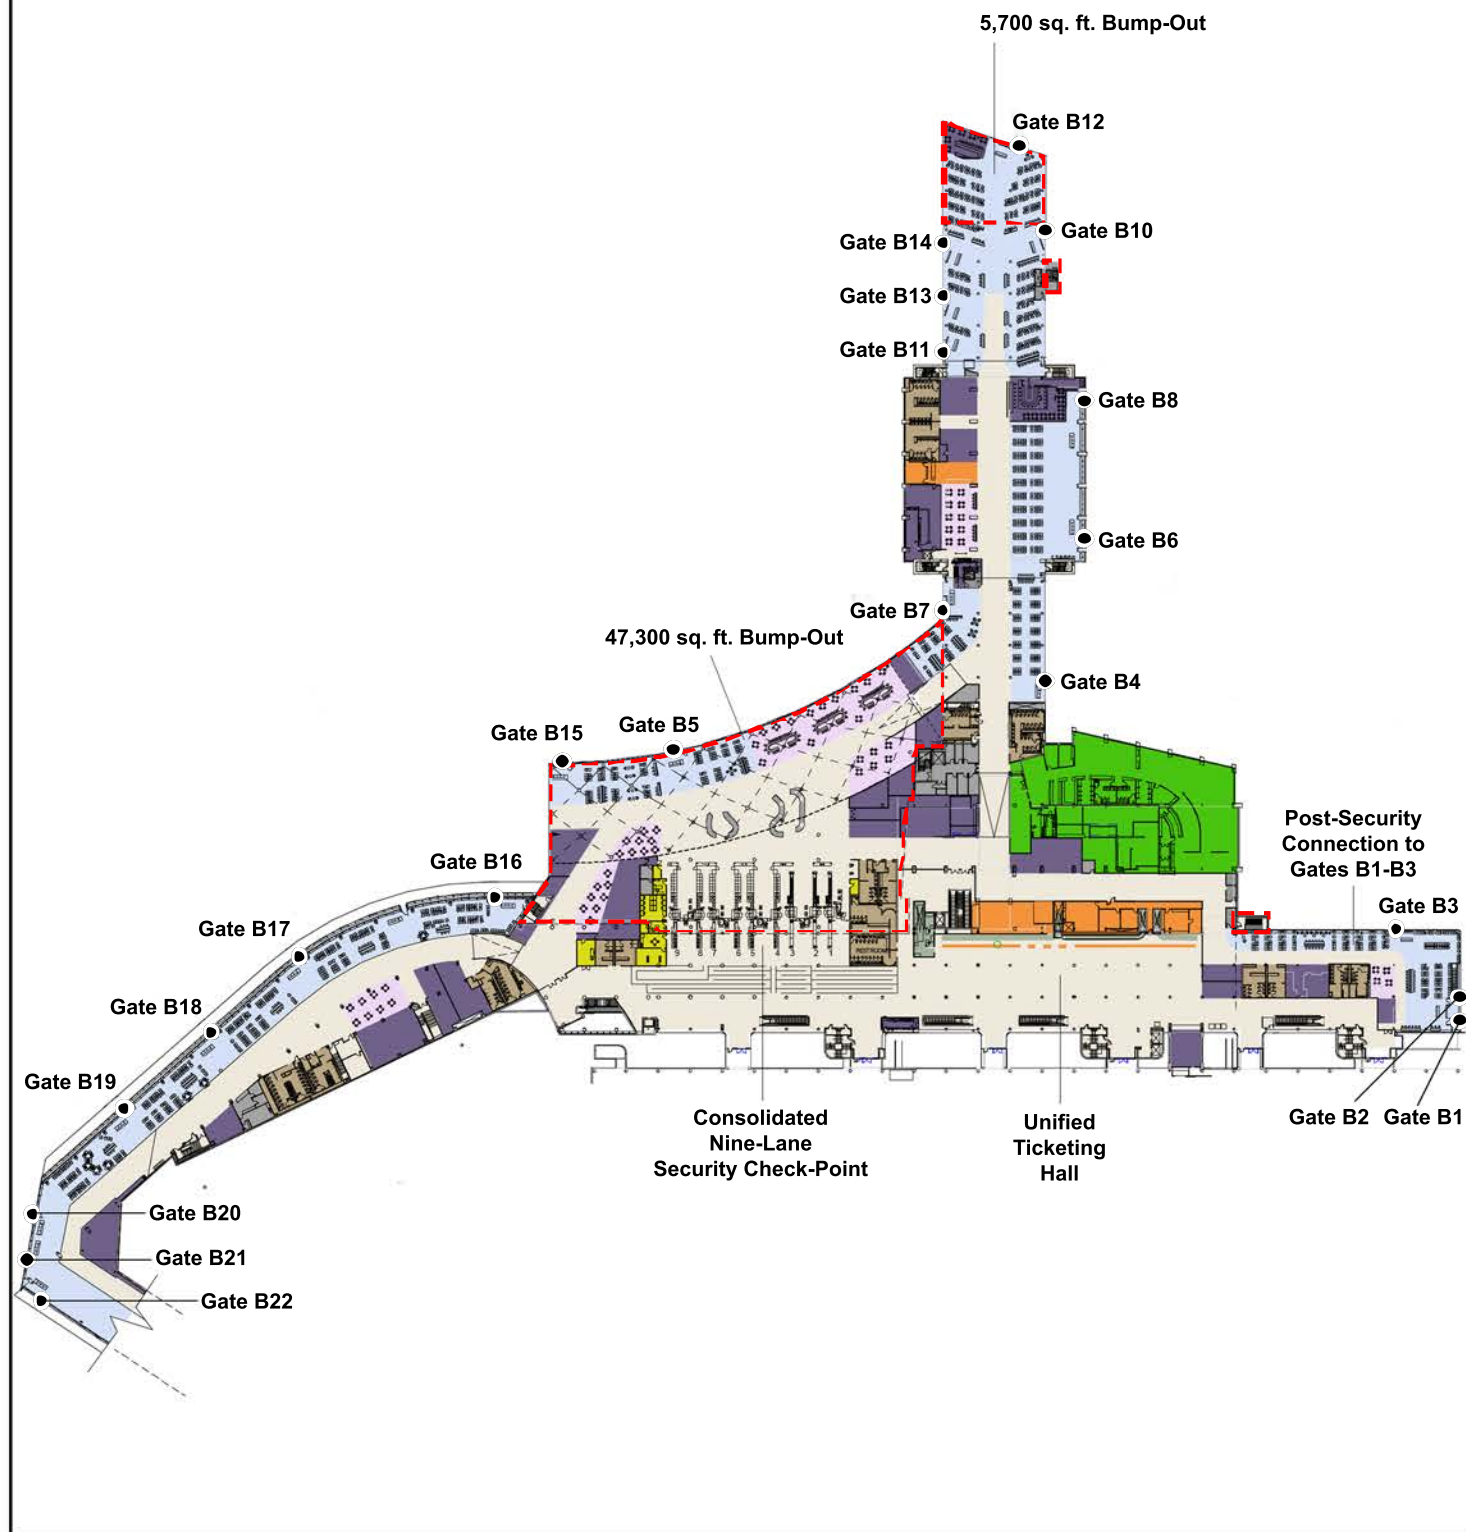 5,700 sq. ft. Bump-Out
Gate B12
Gate B10
Gate B14
Gate B13
Gate B11
Gate B8
Gate B6
Gate B7
47,300 sq. ft. Bump-Out
Gate B4
Gate B5
Gate B15
Post-Security
Connection to
Gates B1-B3
Gate B16
Gate B3
Gate B17
Gate B18
Gate B19
Consolidated
Nine-Lane
Security Check-Point
Unified
Ticketing
Hall
Gate B2
Gate B1
Gate B20
Gate B21
Gate B22